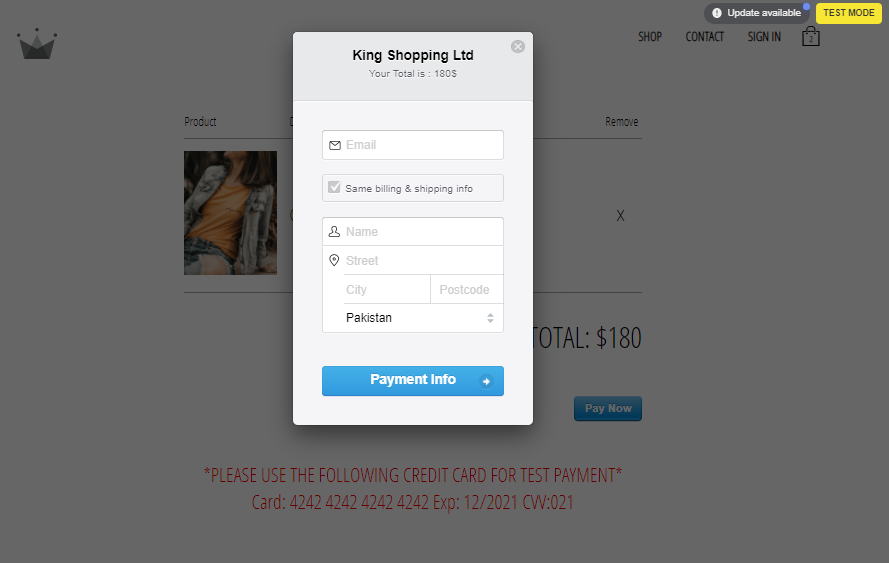 Update available
TEST MODE
SHOP
CONTACT
SIGN IN
2
King Shopping Ltd
Your Total is : 180$
Product
Remove
Email
Same billing & shipping info
X
Name
Street
City
Postcode
Pakistan
TOTAL: $180
Payment Info
Pay Now
*PLEASE USE THE FOLLOWING CREDIT CARD FOR TEST PAYMENT*
Card: 4242 4242 4242 4242 Exp: 12/2021 CVV:021